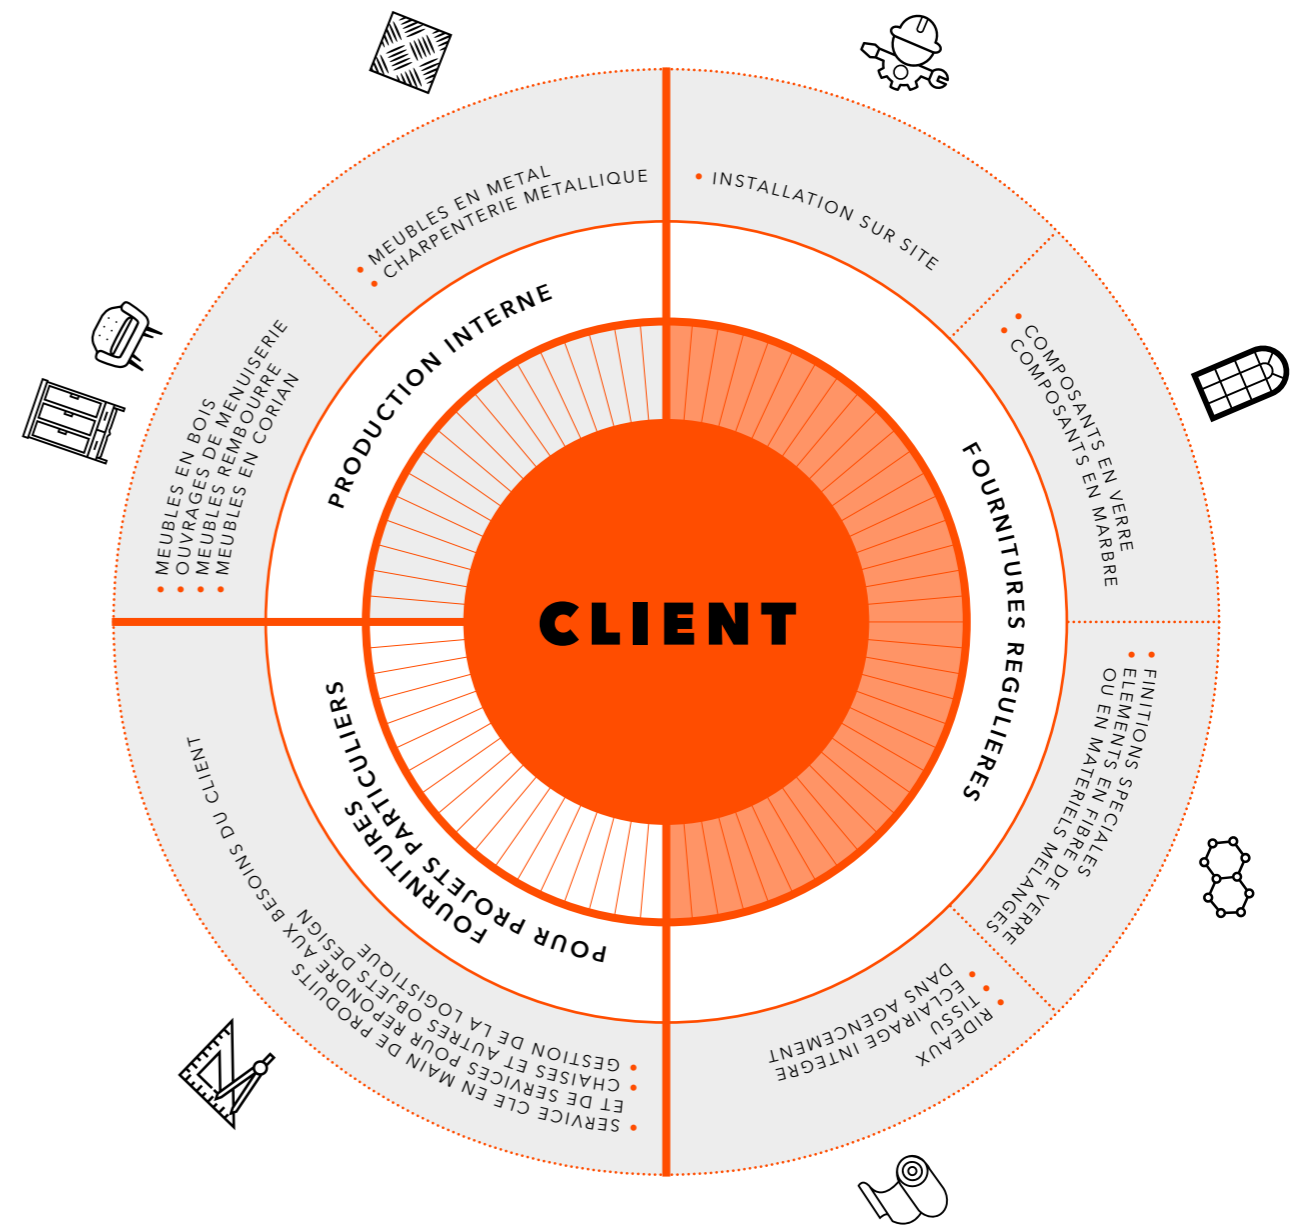 CLIENT
PRODUCTION INTERNE
• MEUBLES EN METAL
• CHARPENTERIE METALLIQUE
• MEUBLES EN BOIS
• OUVRAGES DE MENUISERIE
• MEUBLES REMBOURRE
• MEUBLES EN CORIAN
FOURNITURES REGULIERES
• INSTALLATION SUR SITE
• COMPOSANTS EN VERRE
• COMPOSANTS EN MARBRE
• FINITIONS SPECIALES
• ELEMENTS EN FIBRE DE VERRE
OU EN MATERIELS MELANGES
• RIDEAUX
• TISSU
• ECLAIRAGE INTEGRE
DANS AGENCEMENT
FOURNITURES
POUR PROJETS PARTICULIERS
• SERVICE CLE EN MAIN DE PRODUITS
ET DE SERVICES POUR REPONDRE AUX BESOINS DU CLIENT
• CHAISES ET AUTRES OBJETS DESIGN
• GESTION DE LA LOGISTIQUE